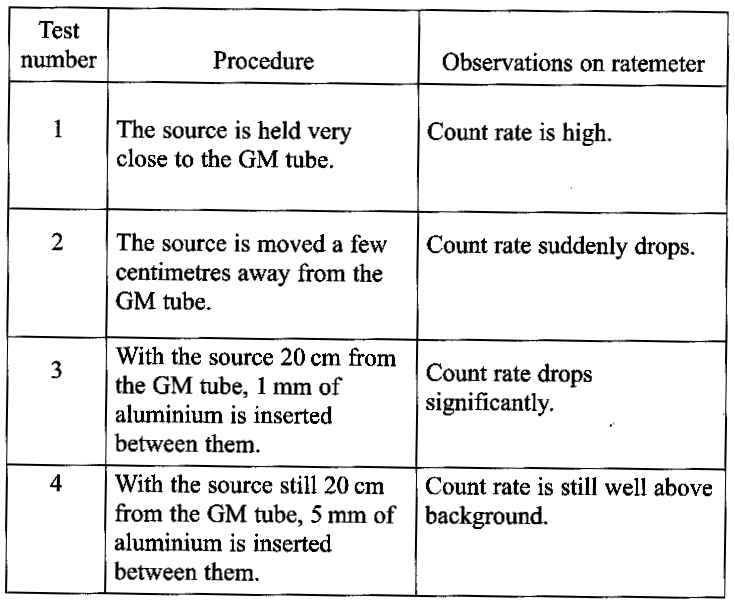 Test
number
Procedure
Observations on ratemeter
1
The source is held very
close to the GM tube.
Count rate is high.
2
The source is moved a few
centimetres away from the
GM tube.
Count rate suddenly drops.
3
With the source 20 cm from
the GM tube, 1 mm of
aluminium is inserted
between them.
Count rate drops
significantly.
4
With the source still 20 cm
from the GM tube, 5 mm of
aluminium is inserted
between them.
Count rate is still well above
background.